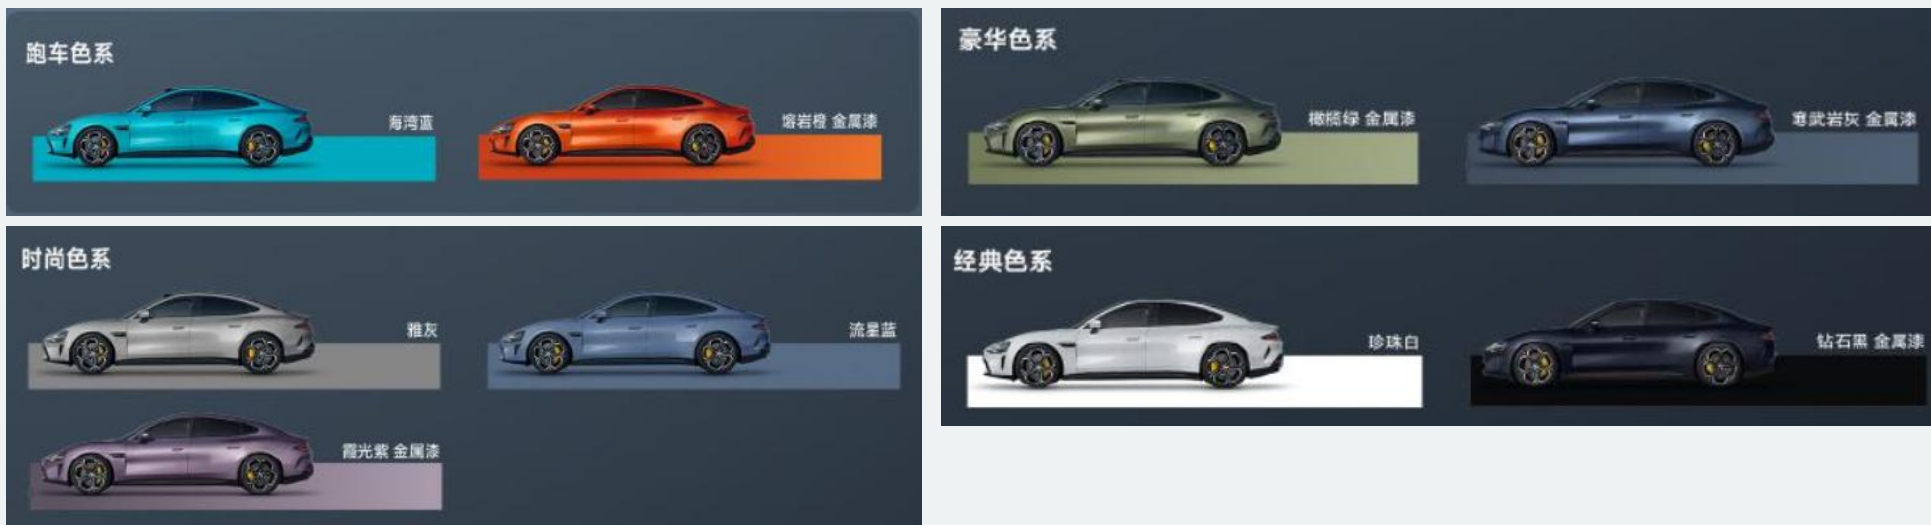 跑车色系
海湾蓝
熔岩橙 金属漆
豪华色系
橄榄绿 金属漆
寒武岩灰 金属漆
时尚色系
雅灰
流星蓝
霞光紫 金属漆
经典色系
珍珠白
钻石黑 金属漆